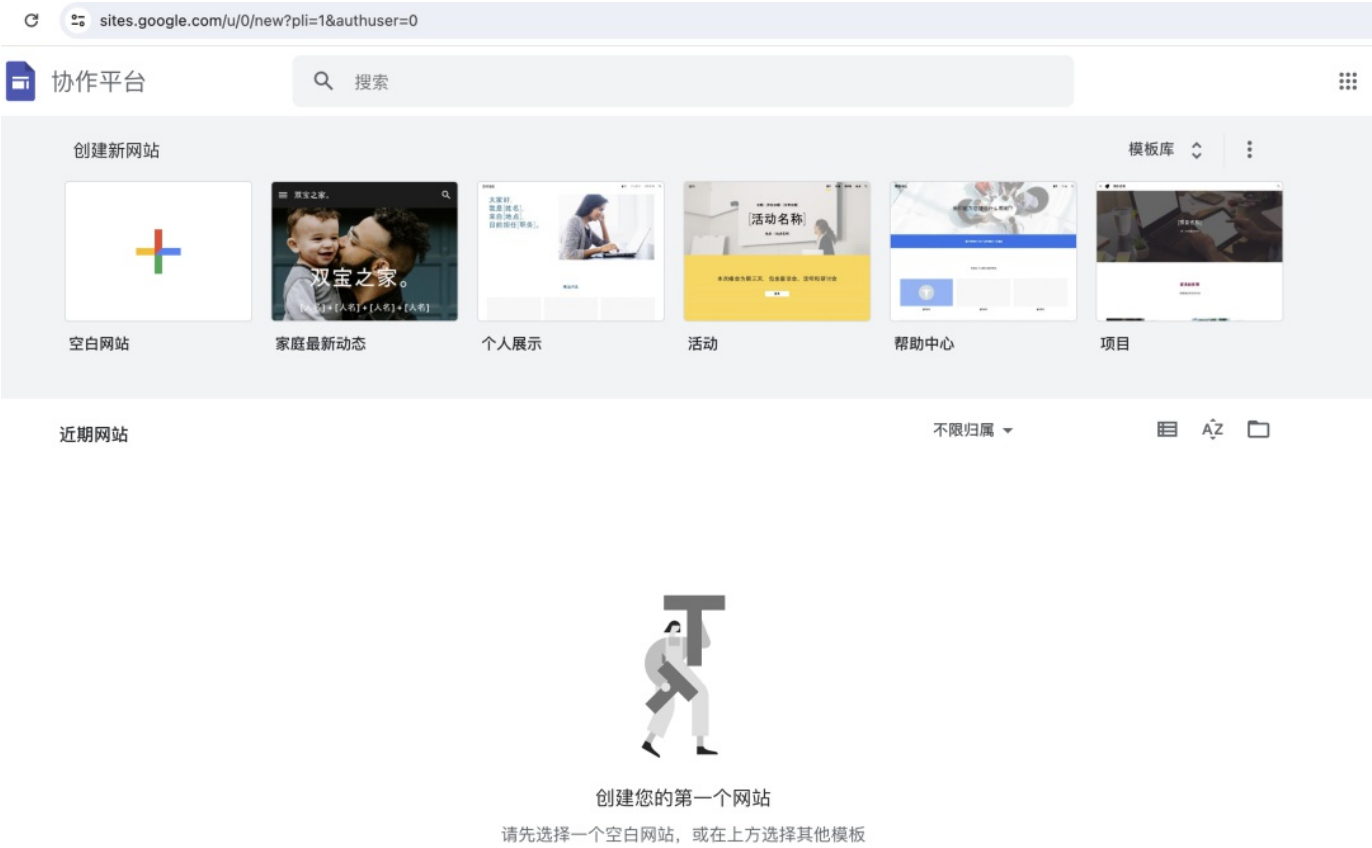 sites.google.com/u/0/new?pli=1&authuser=0
协作平台
搜索
创建新网站
模板库
双宝之家。
双宝之家。
[人名]+[人名]+[人名]
大家好,
我是[姓名],
来自[地点],
目前担任[职务]。
[活动名称]
空白网站
家庭最新动态
个人展示
活动
帮助中心
项目
近期网站
不限归属
AZ
创建您的第一个网站
请先选择一个空白网站，或在上方选择其他模板